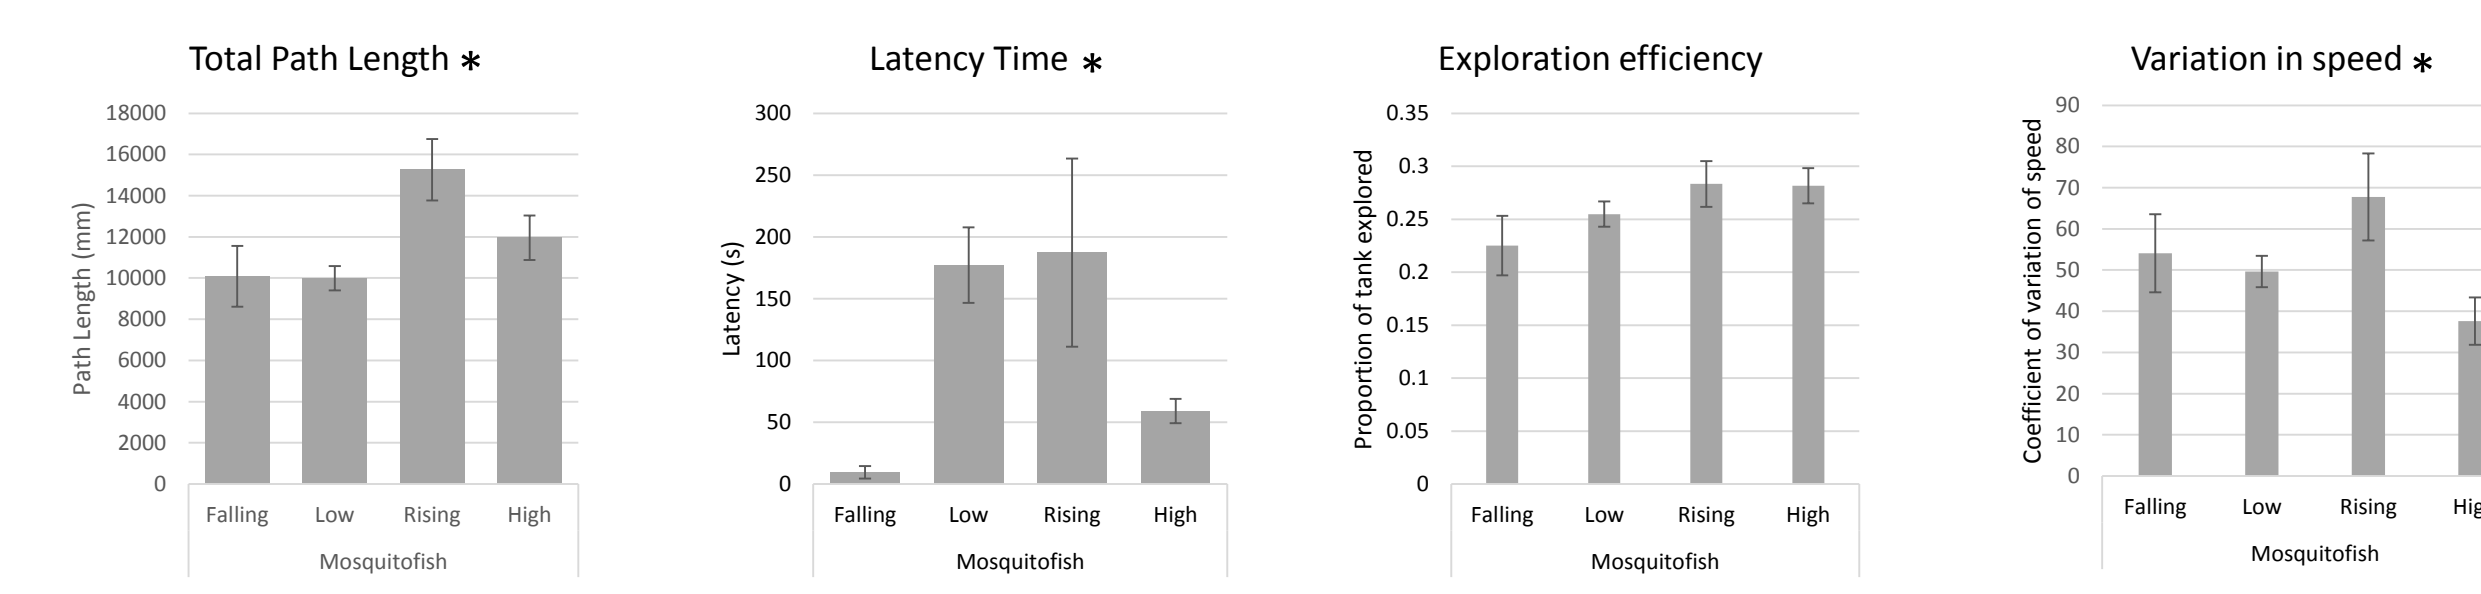 Total Path Length *
Path Length (mm)
18000
16000
14000
12000
10000
8000
6000
4000
2000
0
Falling Low Rising High
Mosquitofish
Latency Time *
Latency (s)
300
250
200
150
100
50
0
Falling Low Rising High
Mosquitofish
Exploration efficiency
Proportion of tank explored
0.35
0.3
0.25
0.2
0.15
0.1
0.05
0
Falling Low Rising High
Mosquitofish
Variation in speed *
Coefficient of variation of speed
90
80
70
60
50
40
30
20
10
0
Falling Low Rising
Mosquitofish